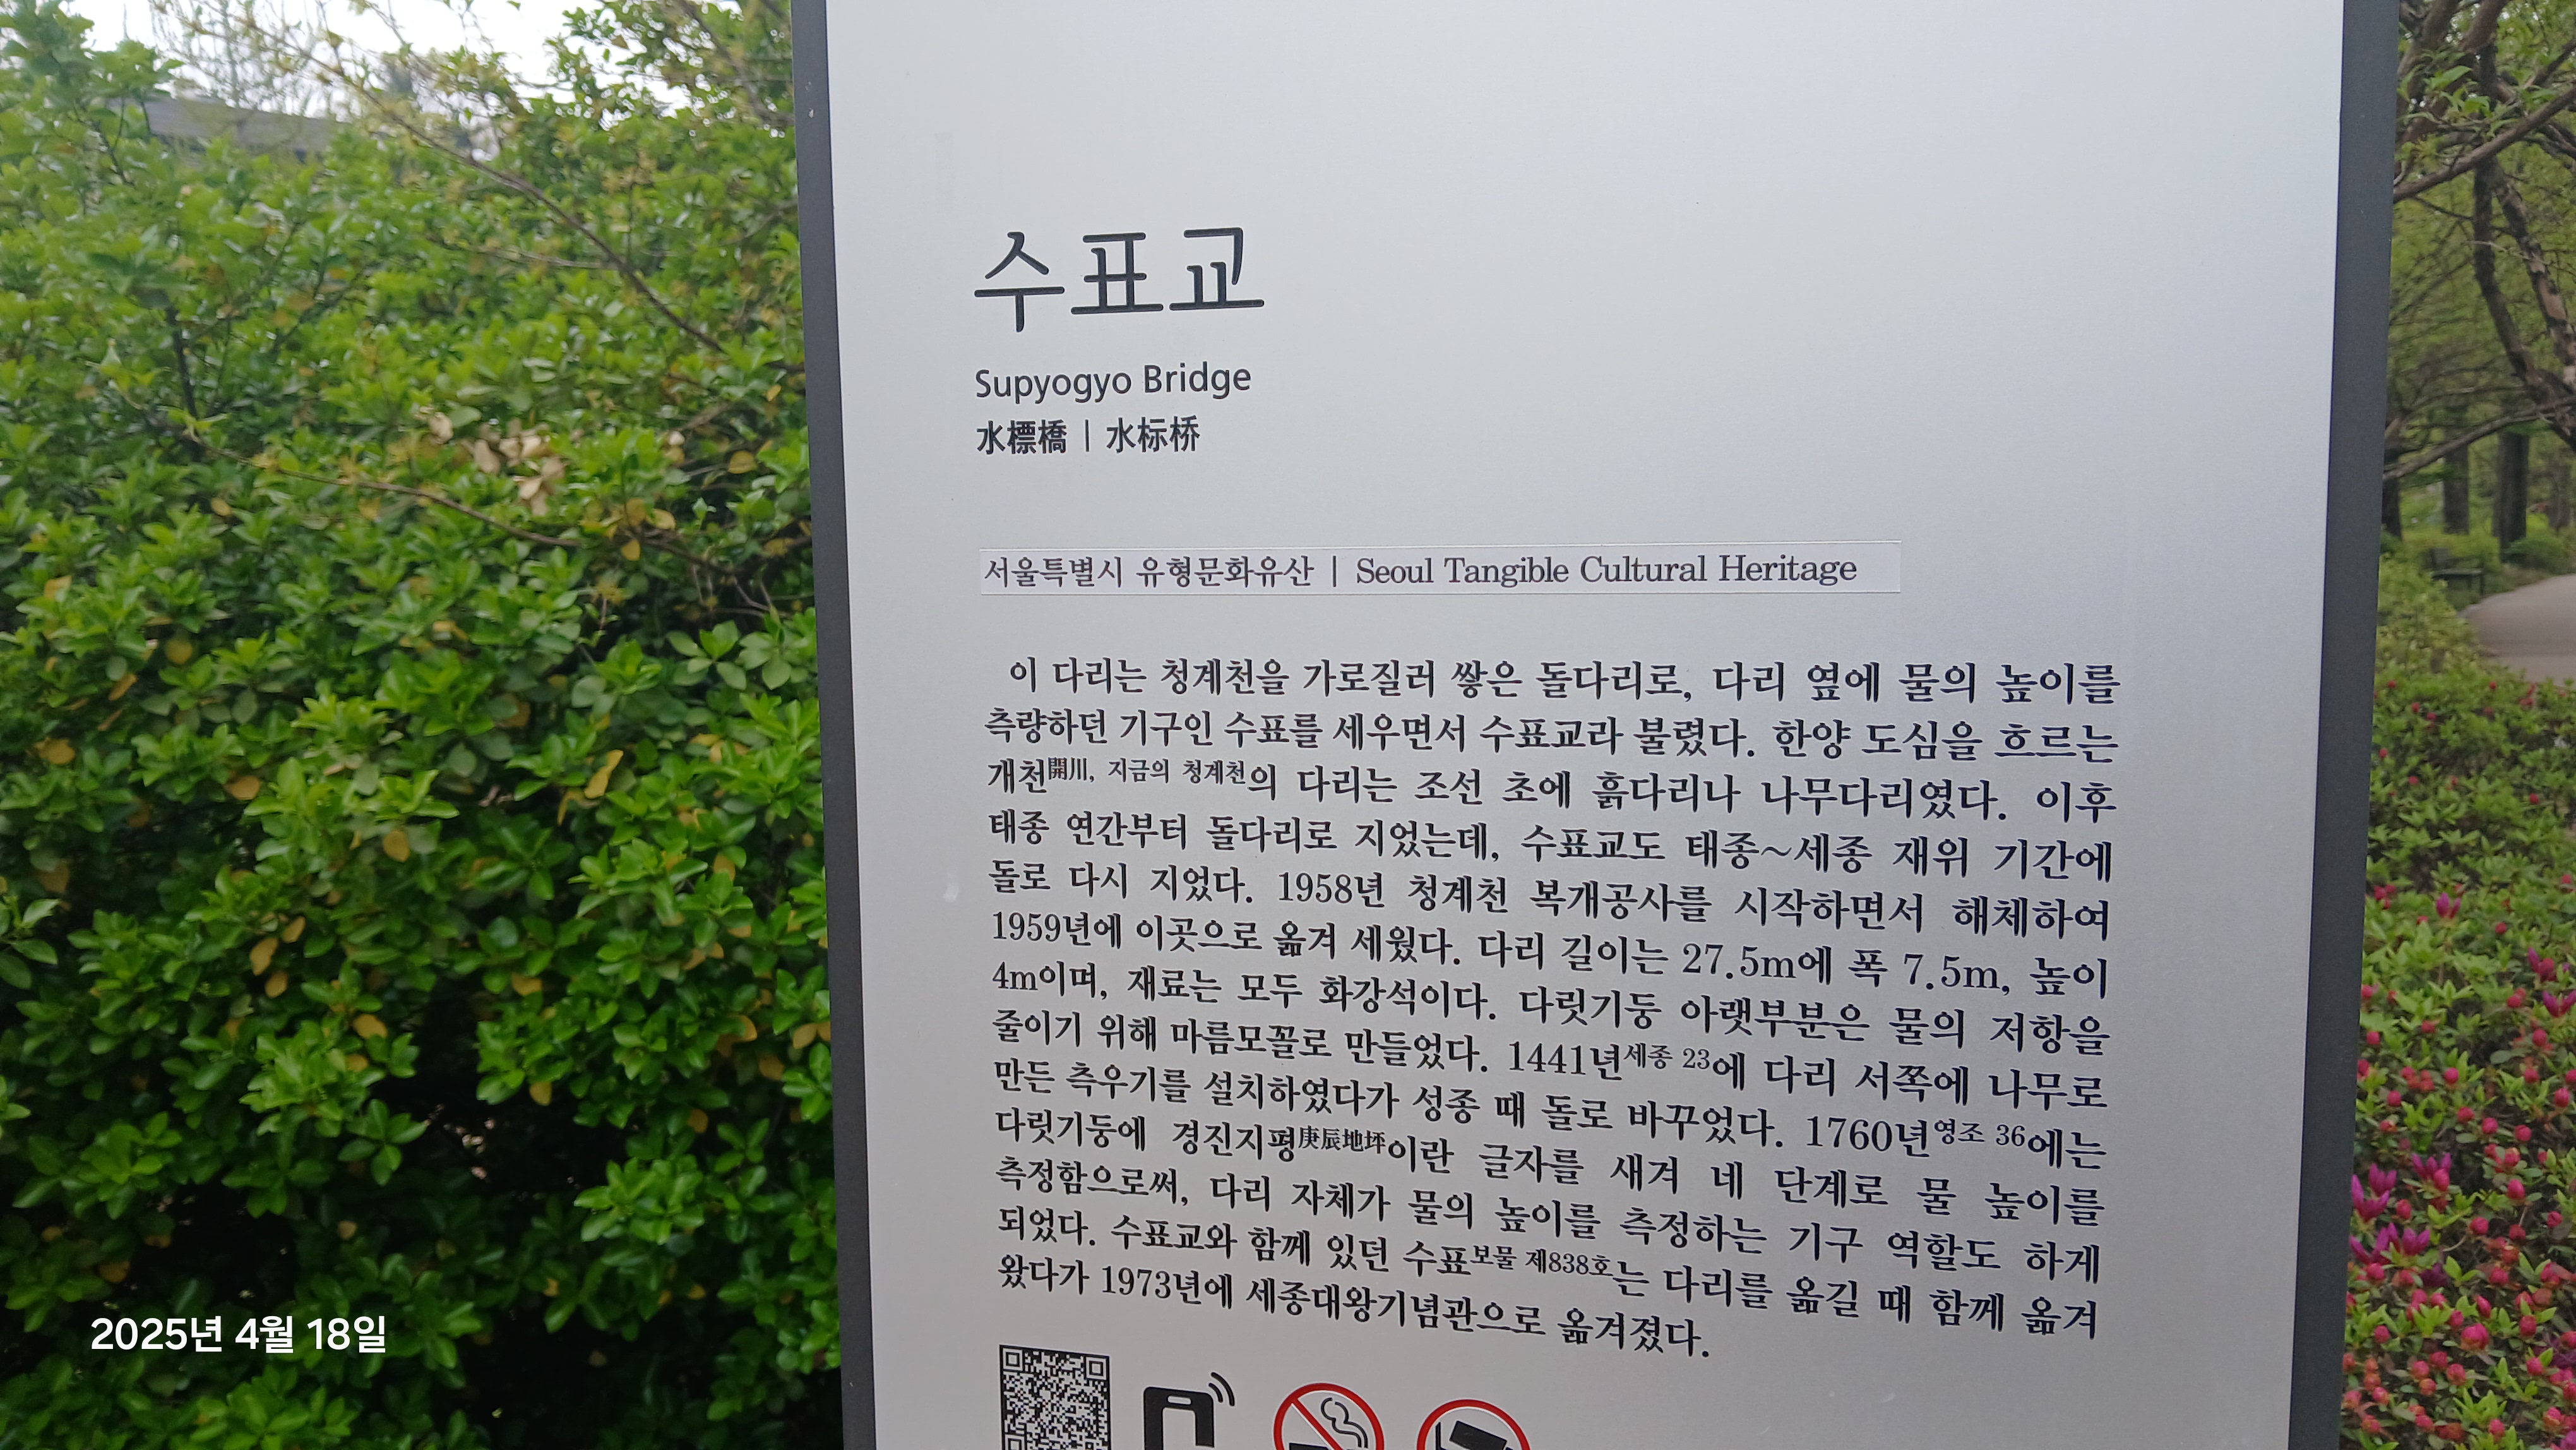 수표교
Supyogyo Bridge
水標橋 | 水标桥
서울특별시 유형문화유산 | Seoul Tangible Cultural Heritage
이 다리는 청계천을 가로질러 쌓은 돌다리로, 다리 옆에 물의 높이를
측량하던 기구인 수표를 세우면서 수표교라 불렸다. 한양 도심을 흐르는
개천開川, 지금의 청계천의 다리는 조선 초에 흙다리나 나무다리였다. 이후
태종 연간부터 돌다리로 지었는데, 수표교도 태종~세종 재위 기간에
돌로 다시 지었다. 1958년 청계천 복개공사를 시작하면서 해체하여
1959년에 이곳으로 옮겨 세웠다. 다리 길이는 27.5m에 폭 7.5m, 높이
4m이며, 재료는 모두 화강석이다. 다릿기둥 아랫부분은 물의 저항을
줄이기 위해 마름모꼴로 만들었다. 1441년세종 23에 다리 서쪽에 나무로
만든 측우기를 설치하였다가 성종 때 돌로 바꾸었다. 1760년영조 36에는
다릿기둥에 경진지평庚辰地坪이란 글자를 새겨 네 단계로 물 높이를
측정함으로써, 다리 자체가 물의 높이를 측정하는 기구 역할도 하게
되었다. 수표교와 함께 있던 수표보물 제838호는 다리를 옮길 때 함께 옮겨
왔다가 1973년에 세종대왕기념관으로 옮겨졌다.
2025년 4월 18일